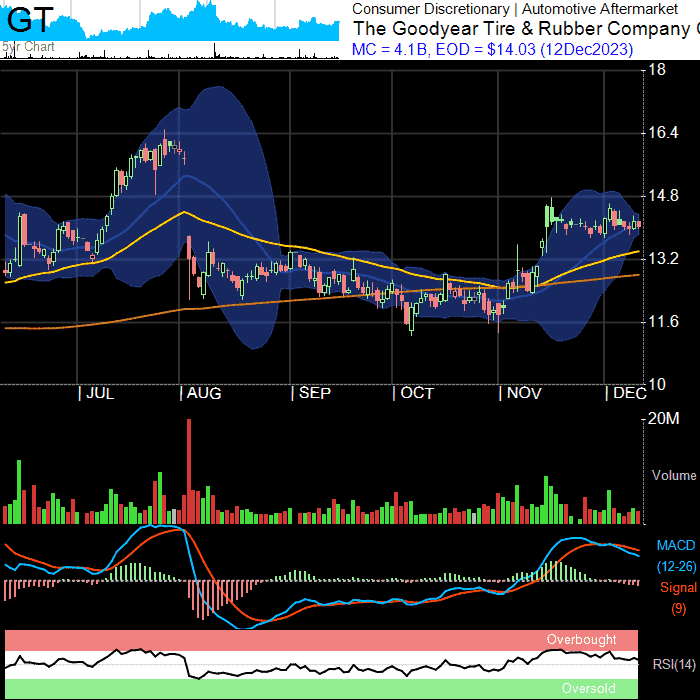 GT
5yr Chart
Consumer Discretionary | Automotive Aftermarket
The Goodyear Tire & Rubber Company
MC = 4.1B, EOD = $14.03 (12Dec2023)
18
16.4
14.8
13.2
11.6
10
| JUL | AUG | SEP | OCT | NOV | DEC
20M
Volume
MACD
(12-26)
Signal
(9)
Overbought
RSI(14)
Oversold